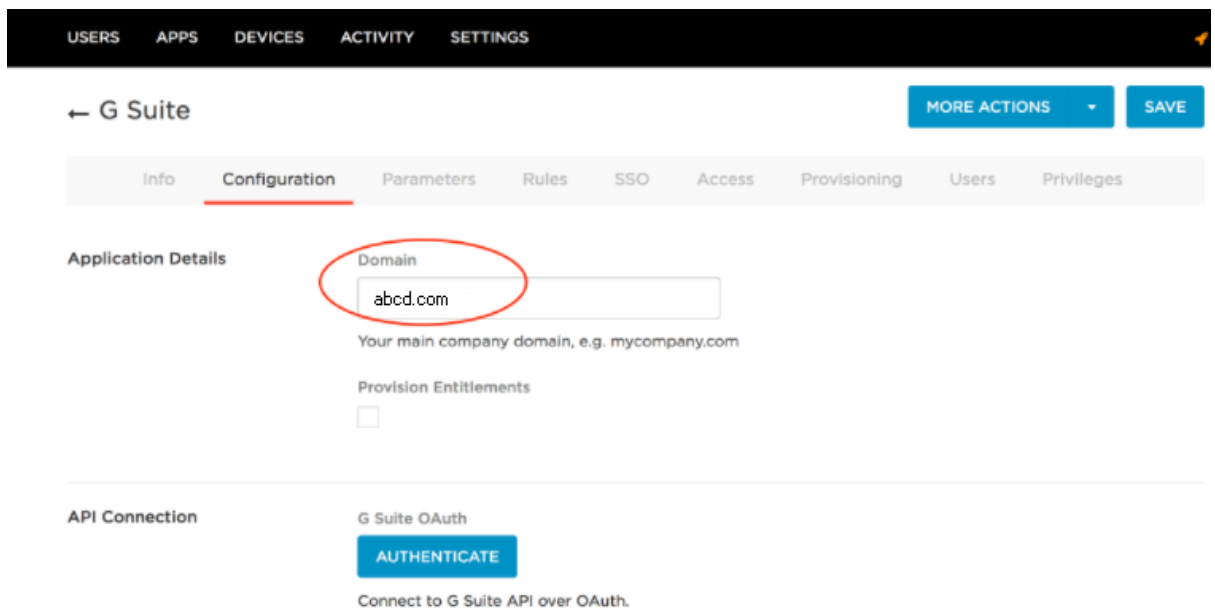 USERS APPS DEVICES ACTIVITY SETTINGS
← G Suite MORE ACTIONS SAVE
Info Configuration Parameters Rules SSO Access Provisioning Users Privileges
Application Details Domain
abcd.com
Your main company domain, e.g. mycompany.com
Provision Entitlements
API Connection G Suite OAuth
AUTHENTICATE
Connect to G Suite API over OAuth.